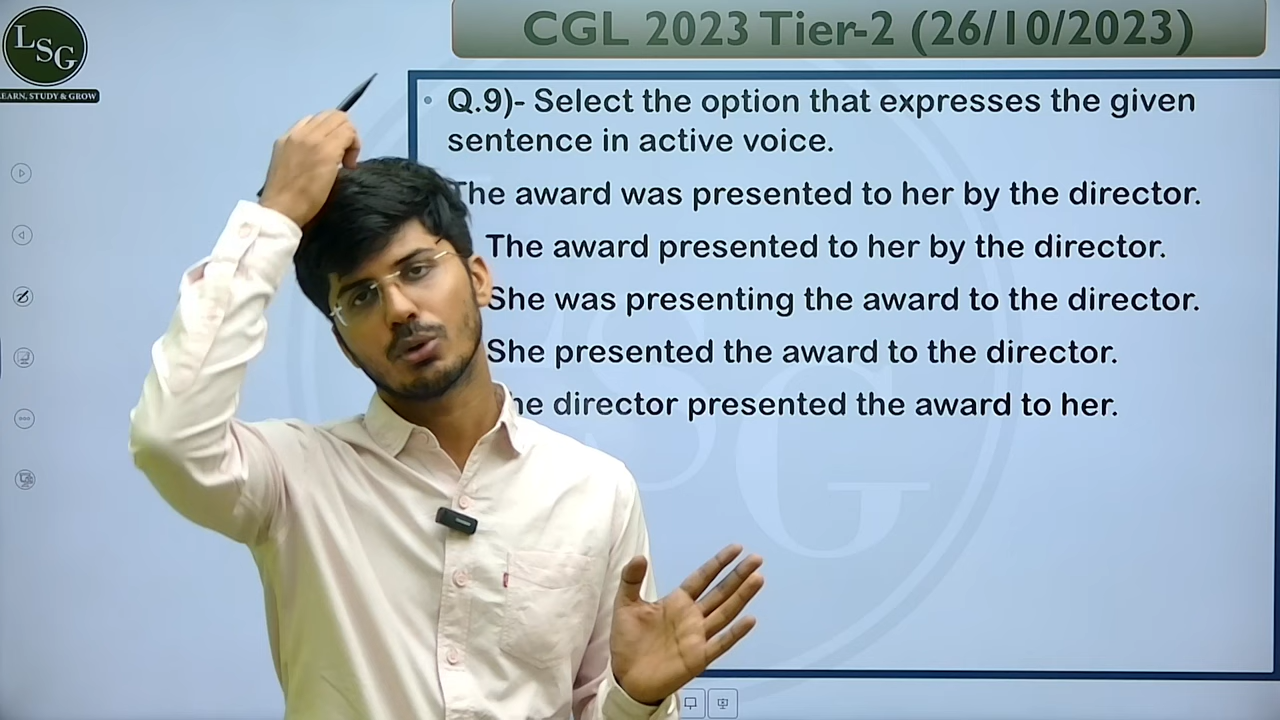 LSG
LEARN, STUDY & GROW
CGL 2023 Tier-2 (26/10/2023)
• Q.9)- Select the option that expresses the given
sentence in active voice.
The award was presented to her by the director.
The award presented to her by the director.
She was presenting the award to the director.
She presented the award to the director.
The director presented the award to her.
LSG